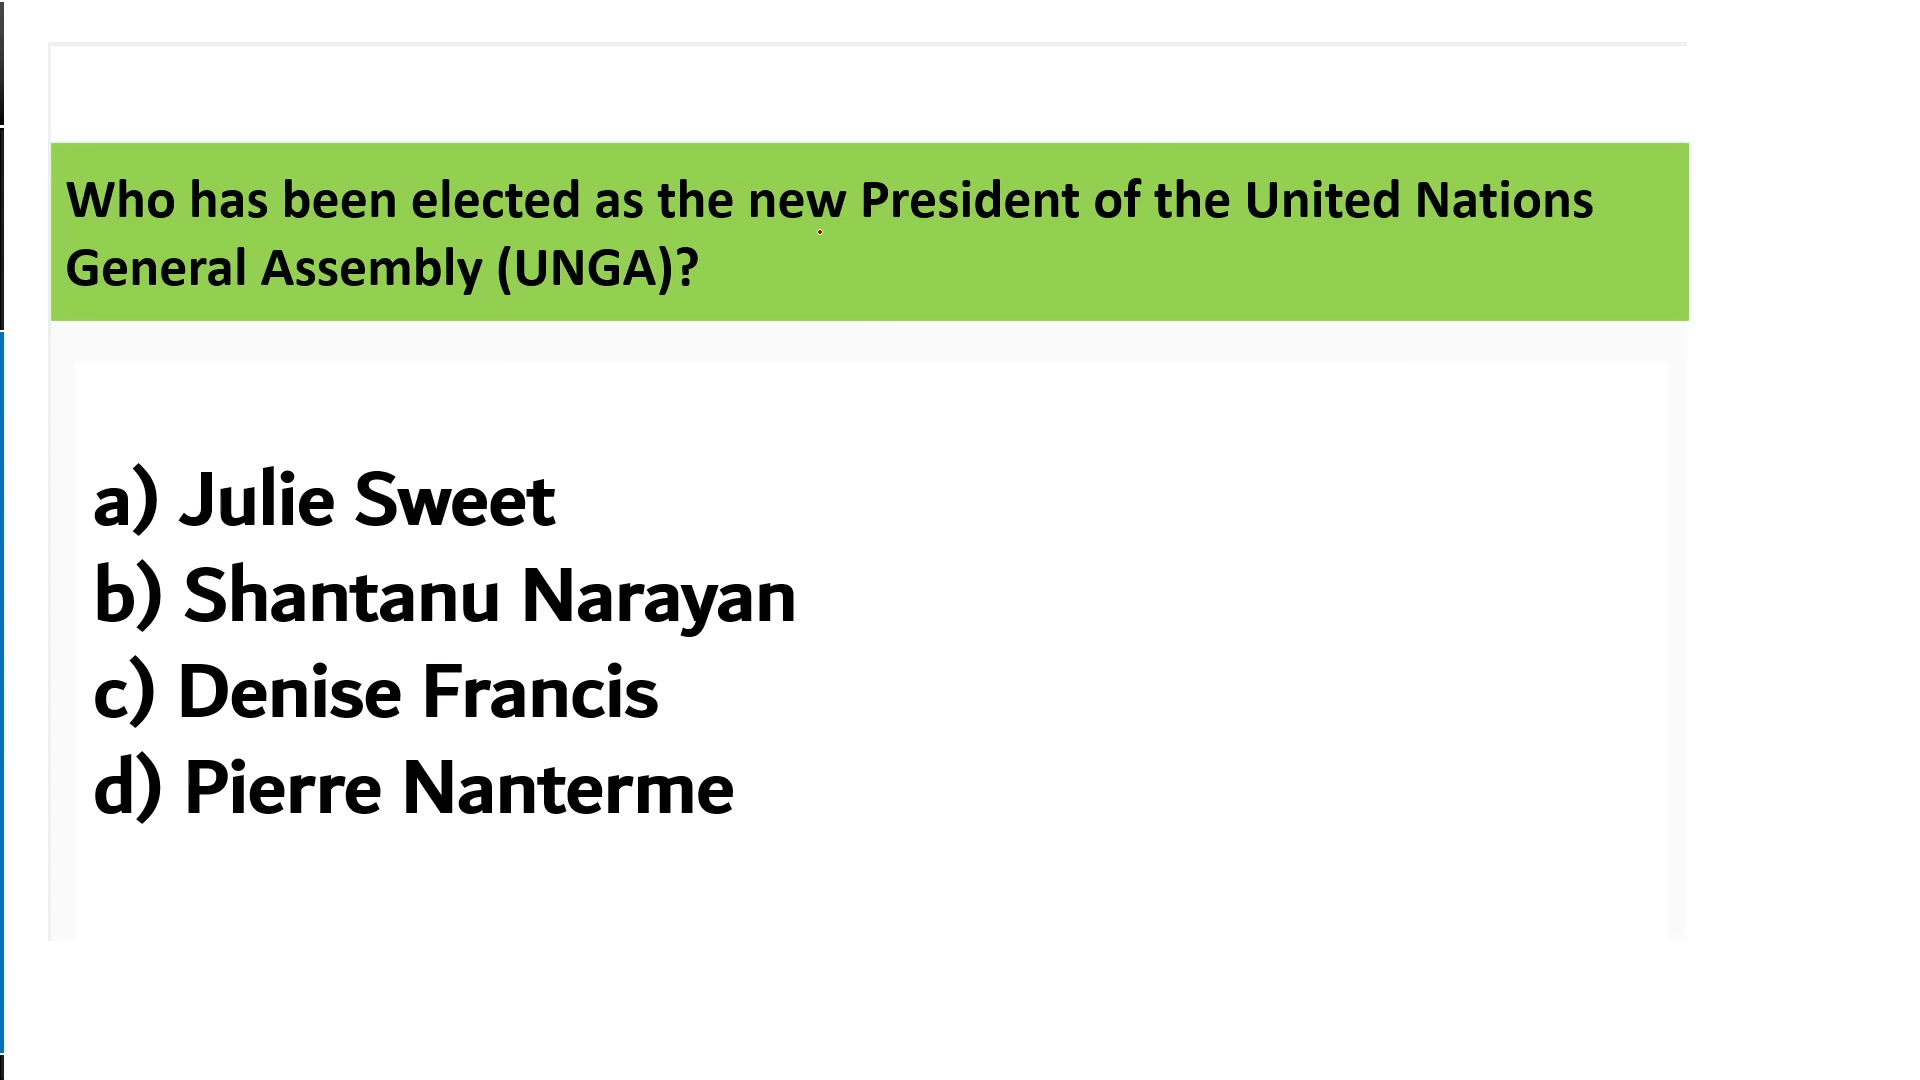 Who has been elected as the new President of the United Nations
General Assembly (UNGA)?
a) Julie Sweet
b) Shantanu Narayan
c) Denise Francis
d) Pierre Nanterme